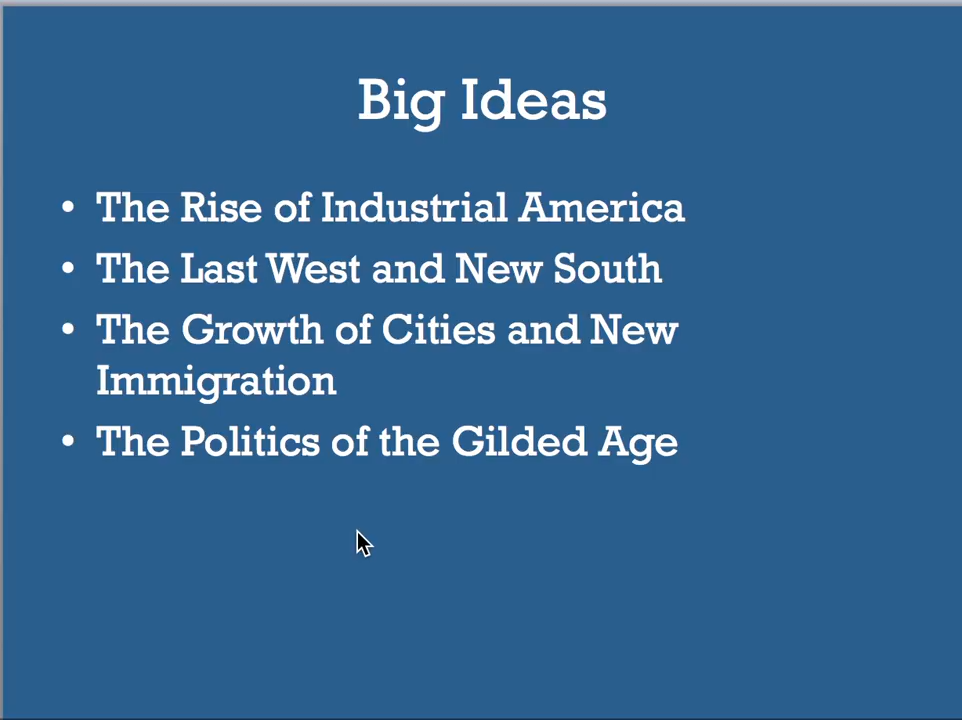 Big Ideas
• The Rise of Industrial America
• The Last West and New South
• The Growth of Cities and New
Immigration
• The Politics of the Gilded Age